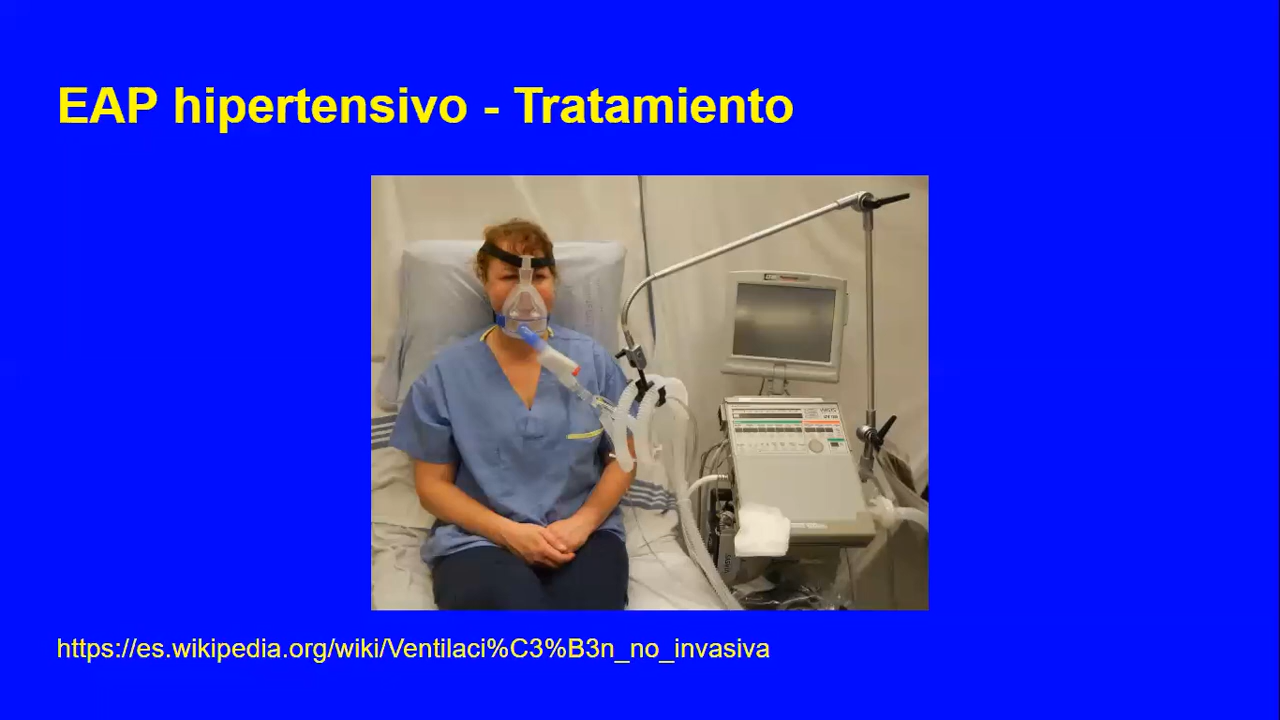 EAP hipertensivo - Tratamiento
https://es.wikipedia.org/wiki/Ventilaci%C3%B3n_no_invasiva